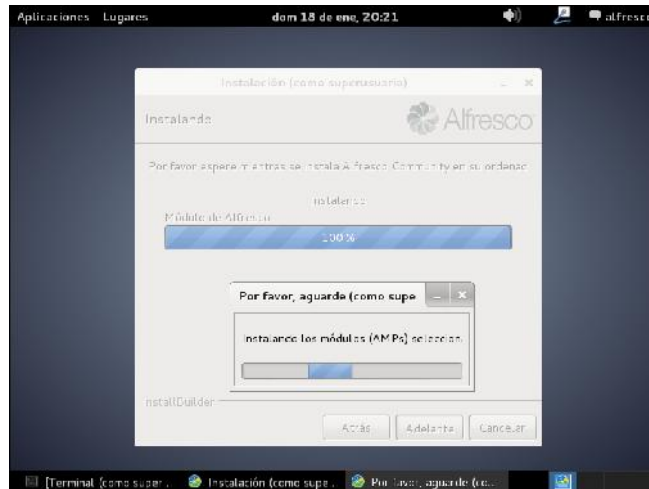 Aplicaciones Lugares dom 18 de ene, 20:21 alfresco
Instalación (como superusuario)
Instalando
Alfresco
Por favor espere mientras se instala Alfresco Community en su ordenad
Instalando
Módulo de Alfresco
100 %
Por favor, aguarde (como supe
Instalando los módulos (AMPs) seleccion
InstallBuilder
Atrás Adelante Cancelar
[Terminal (como super... Instalación (como supe... Por favor, aguarde (co...